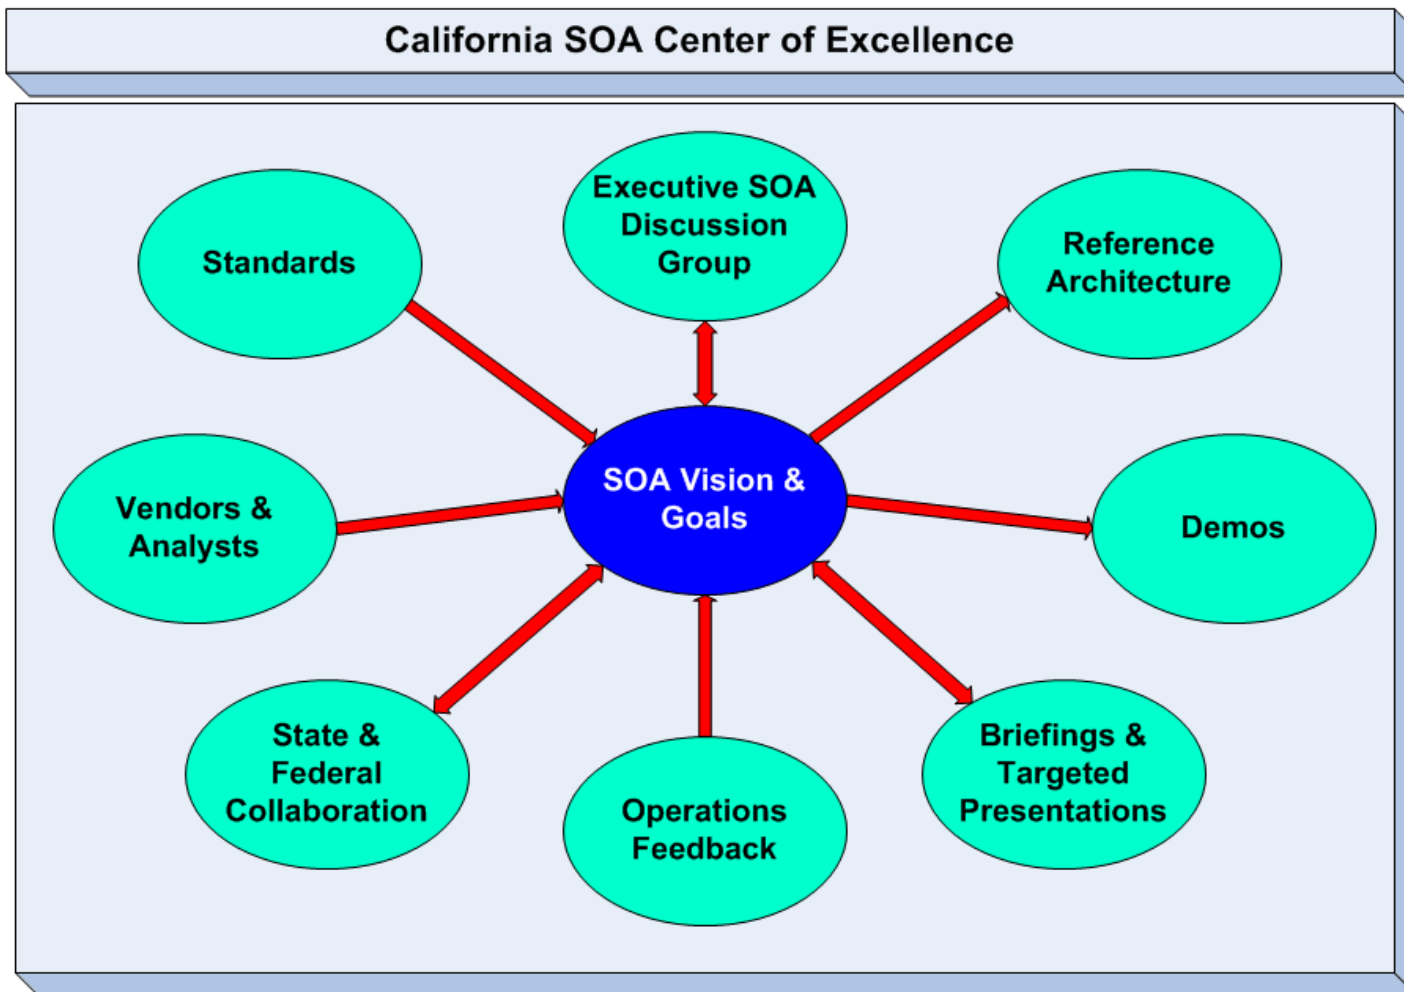 California SOA Center of Excellence
Executive SOA
Discussion
Group
Standards
Reference
Architecture
SOA Vision &
Goals
Vendors &
Analysts
Demos
State &
Federal
Collaboration
Operations
Feedback
Briefings &
Targeted
Presentations